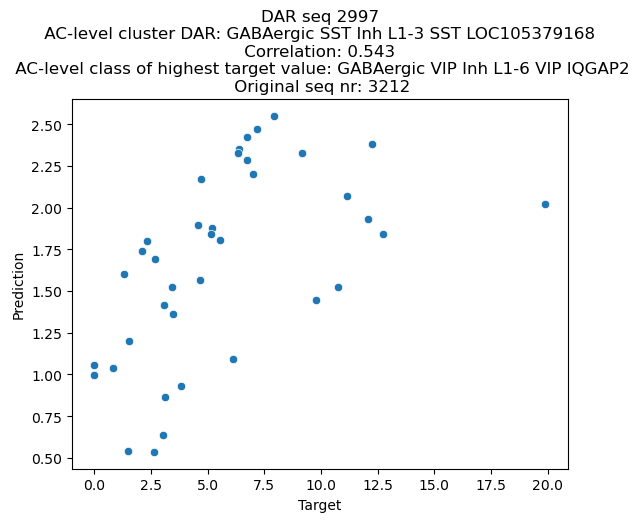 DAR seq 2997
AC-level cluster DAR: GABAergic SST Inh L1-3 SST LOC105379168
Correlation: 0.543
AC-level class of highest target value: GABAergic VIP Inh L1-6 VIP IQGAP2
Original seq nr: 3212
2.50
2.25
2.00
1.75
1.50
1.25
1.00
0.75
0.50
Prediction
0.0 2.5 5.0 7.5 10.0 12.5 15.0 17.5 20.0
Target